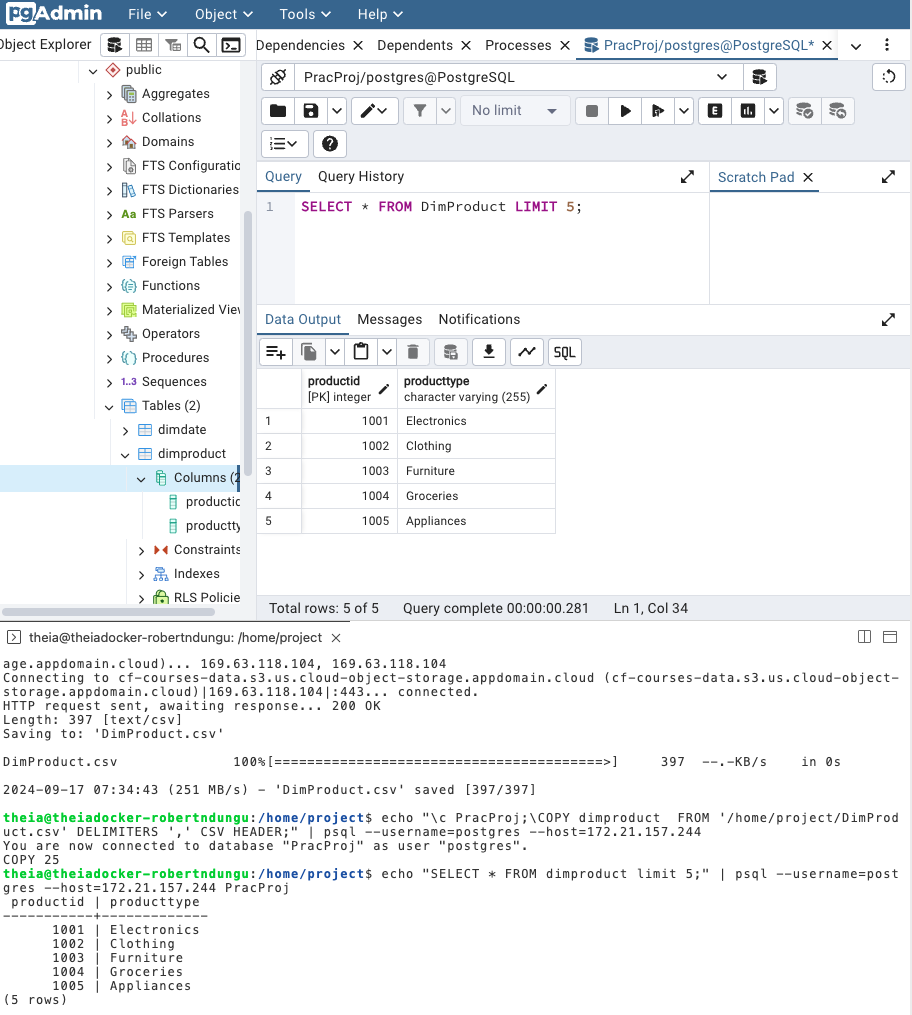 pgAdmin File Object Tools Help
Object Explorer
Dependencies Dependents Processes PracProj/postgres@PostgreSQL*
public
Aggregates
Collations
Domains
FTS Configuratio
FTS Dictionaries
FTS Parsers
FTS Templates
Foreign Tables
Functions
Materialized Vie
Operators
Procedures
1..3 Sequences
Tables (2)
dimdate
dimproduct
Columns (2
productid
productty
Constraints
Indexes
RLS Policie
PracProj/postgres@PostgreSQL
No limit
E
Query Query History
Scratch Pad
1 SELECT * FROM DimProduct LIMIT 5;
Data Output Messages Notifications
SQL
productid producttype
[PK] integer character varying (255)
1 1001 Electronics
2 1002 Clothing
3 1003 Furniture
4 1004 Groceries
5 1005 Appliances
Total rows: 5 of 5 Query complete 00:00:00.281 Ln 1, Col 34
theia@theiadocker-robertndungu: /home/project
age.appdomain.cloud)... 169.63.118.104, 169.63.118.104
Connecting to cf-courses-data.s3.us.cloud-object-storage.appdomain.cloud (cf-courses-data.s3.us.cloud-object-
storage.appdomain.cloud)|169.63.118.104|:443... connected.
HTTP request sent, awaiting response... 200 OK
Length: 397 [text/csv]
Saving to: 'DimProduct.csv'
DimProduct.csv 100%[========================================>] 397 --.-KB/s in 0s
2024-09-17 07:34:43 (251 MB/s) - 'DimProduct.csv' saved [397/397]
theia@theiadocker-robertndungu:/home/project$ echo "\c PracProj;\COPY dimproduct  FROM '/home/project/DimProd
uct.csv' DELIMITERS ',' CSV HEADER;" | psql --username=postgres --host=172.21.157.244
You are now connected to database "PracProj" as user "postgres".
COPY 25
theia@theiadocker-robertndungu:/home/project$ echo "SELECT * FROM dimproduct limit 5;" | psql --username=post
gres --host=172.21.157.244 PracProj
productid | producttype
-----------+-------------
1001 | Electronics
1002 | Clothing
1003 | Furniture
1004 | Groceries
1005 | Appliances
(5 rows)